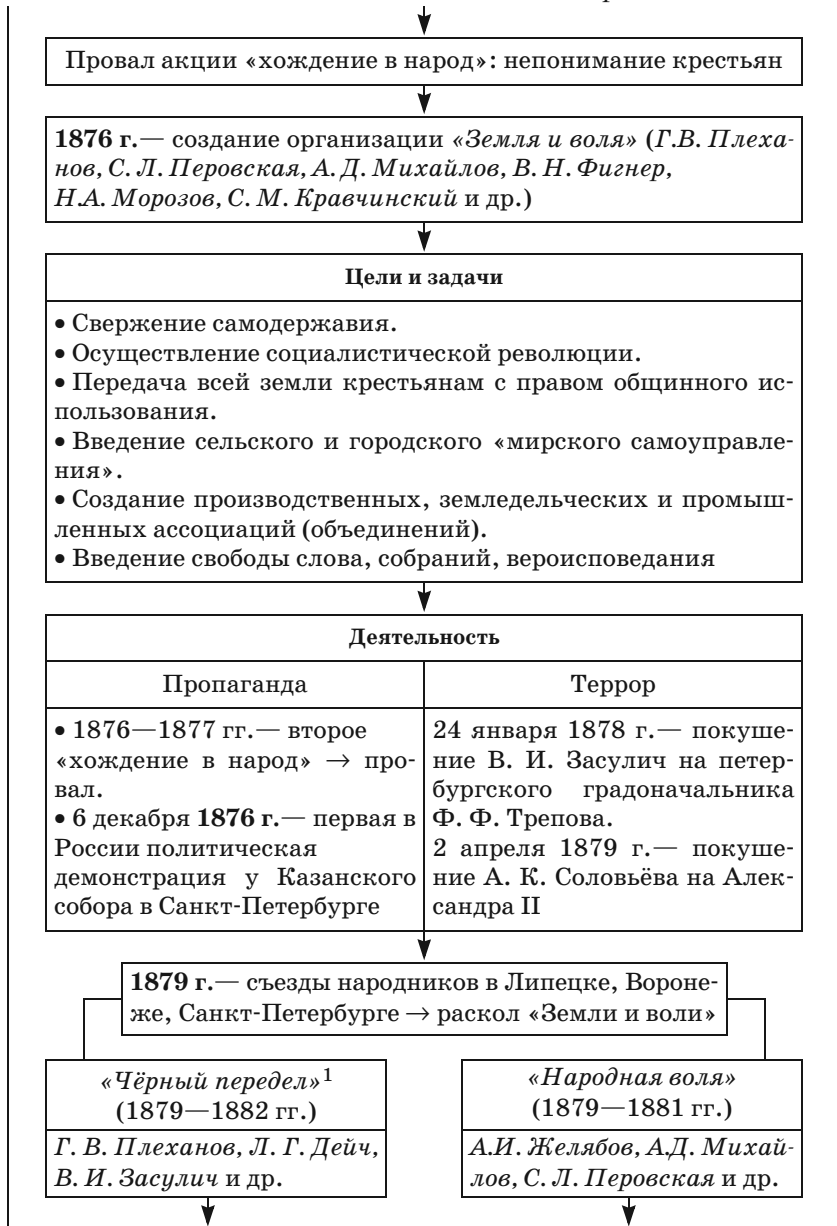 Провал акции «хождение в народ»: непонимание крестьян
1876 г.— создание организации «Земля и воля» (Г.В. Плеха-
нов, С. Л. Перовская, А. Д. Михайлов, В. Н. Фигнер,
Н.А. Морозов, С. М. Кравчинский и др.)
Цели и задачи
• Свержение самодержавия.
• Осуществление социалистической революции.
• Передача всей земли крестьянам с правом общинного ис-
пользования.
• Введение сельского и городского «мирского самоуправле-
ния».
• Создание производственных, земледельческих и промыш-
ленных ассоциаций (объединений).
• Введение свободы слова, собраний, вероисповедания
Деятельность
Пропаганда
• 1876—1877 гг.— второе
«хождение в народ» → про-
вал.
• 6 декабря 1876 г.— первая в
России политическая
демонстрация у Казанского
собора в Санкт-Петербурге
Террор
24 января 1878 г.— покуше-
ние В. И. Засулич на петер-
бургского градоначальника
Ф. Ф. Трепова.
2 апреля 1879 г.— покуше-
ние А. К. Соловьёва на Алек-
сандра II
1879 г.— съезды народников в Липецке, Вороне-
же, Санкт-Петербурге → раскол «Земли и воли»
«Чёрный передел»1
(1879—1882 гг.)
Г. В. Плеханов, Л. Г. Дейч,
В. И. Засулич и др.
«Народная воля»
(1879—1881 гг.)
А.И. Желябов, А.Д. Михай-
лов, С. Л. Перовская и др.